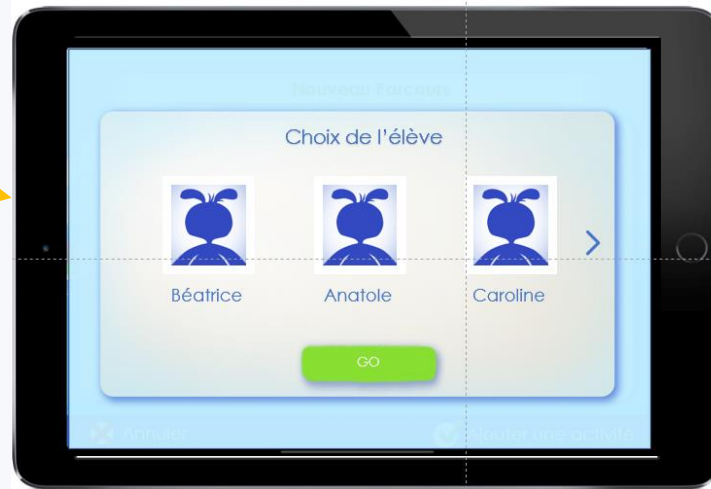 Nouveau Parcours
Choix de l'élève
Béatrice Anatole Caroline
GO
Annuler Ajouter une activité